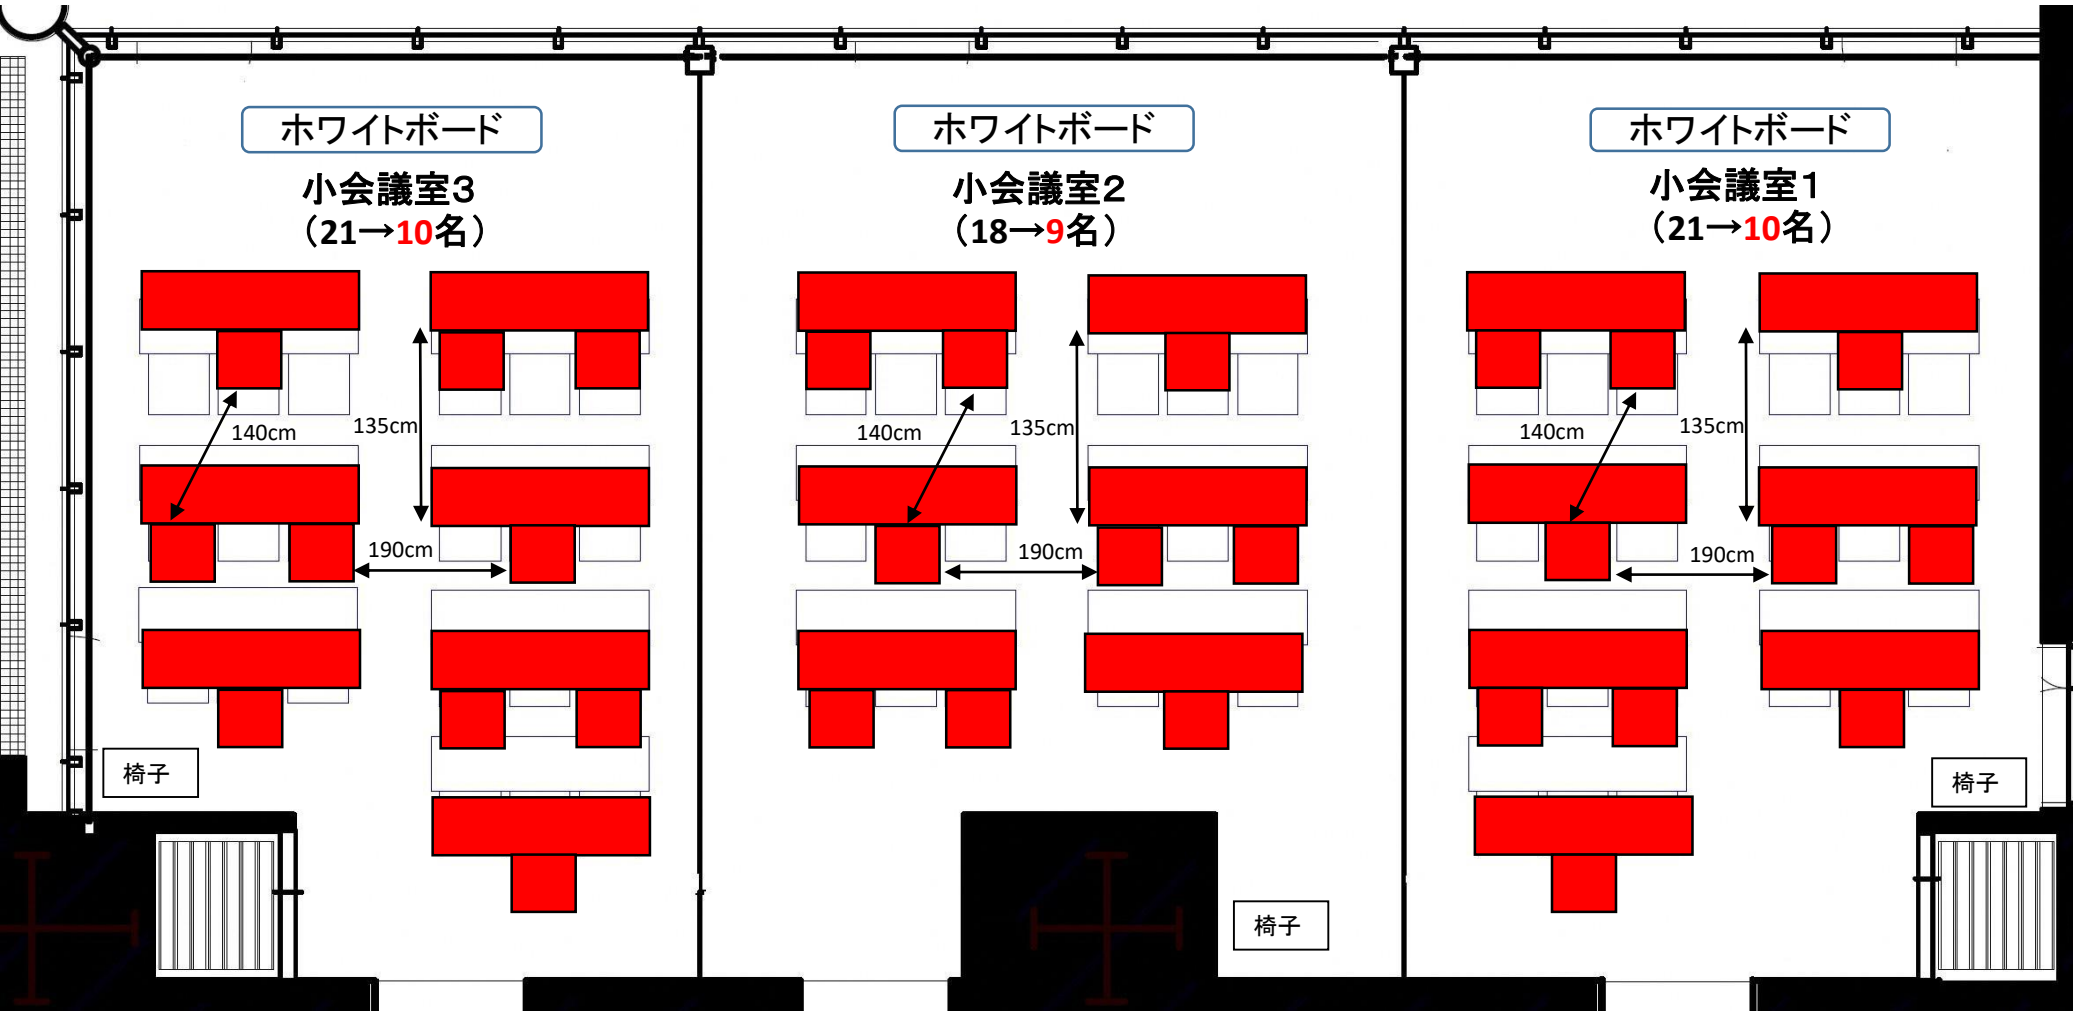 ホワイトボード
小会議室3
（21→10名）
140cm
135cm
190cm
椅子
ホワイトボード
小会議室2
（18→9名）
140cm
135cm
190cm
椅子
ホワイトボード
小会議室1
（21→10名）
140cm
135cm
190cm
椅子